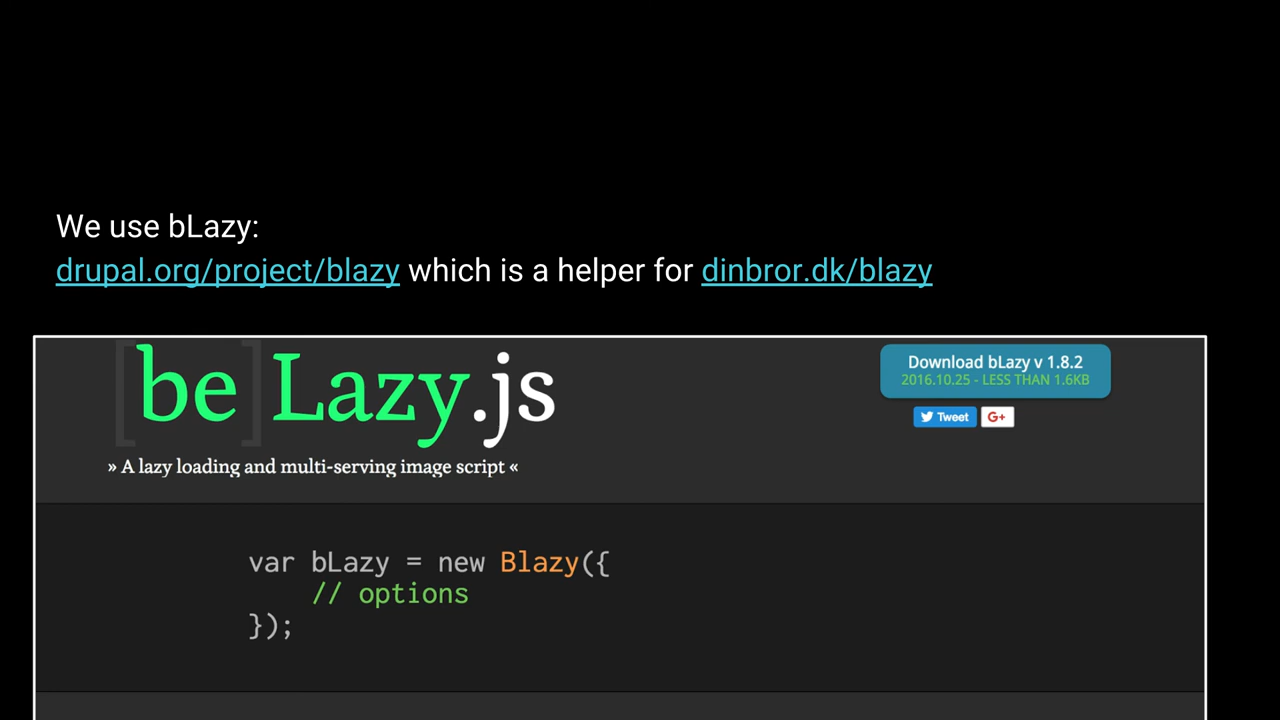 We use bLazy:
drupal.org/project/blazy which is a helper for dinbror.dk/blazy
[be]Lazy.js
Download bLazy v 1.8.2
2016.10.25 - LESS THAN 1.6KB
Tweet
G+
» A lazy loading and multi-serving image script «
var bLazy = new Blazy({
    // options
});